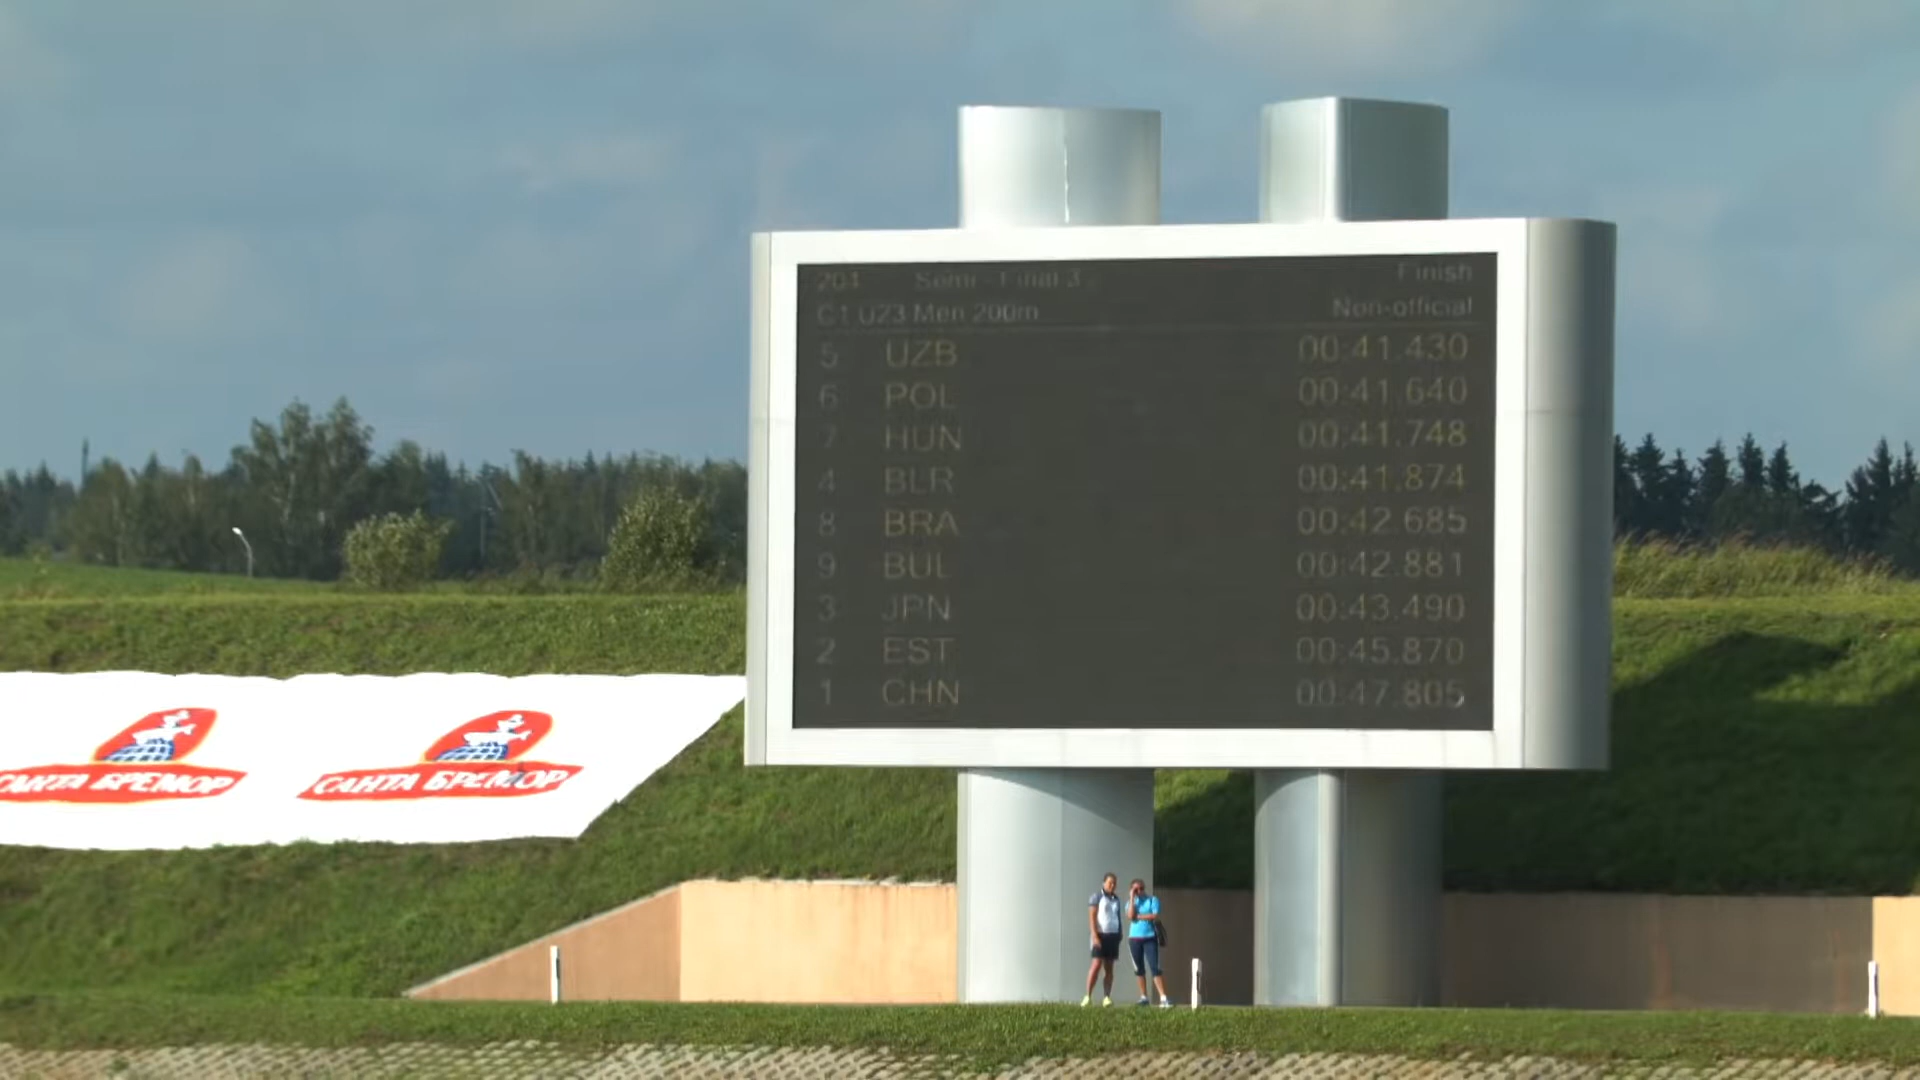 204 Semi - Final 3 Finish
C1 U23 Men 200m Non-official
5 UZB 00:41.430
6 POL 00:41.640
7 HUN 00:41.748
4 BLR 00:41.874
8 BRA 00:42.685
9 BUL 00:42.881
3 JPN 00:43.490
2 EST 00:45.870
1 CHN 00:47.805
САНТА БРЕМОР
САНТА БРЕМОР